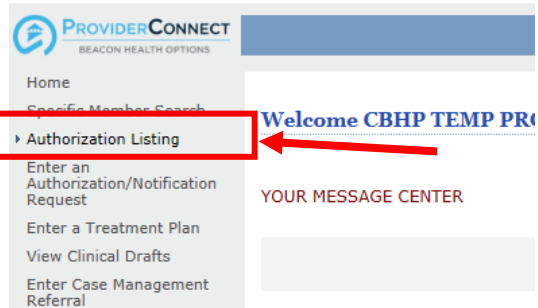 PROVIDERCONNECT
BEACON HEALTH OPTIONS
Home
Specific Member Search
Authorization Listing
Enter an
Authorization/Notification
Request
Enter a Treatment Plan
View Clinical Drafts
Enter Case Management
Referral
Welcome CBHP TEMP PRO
YOUR MESSAGE CENTER